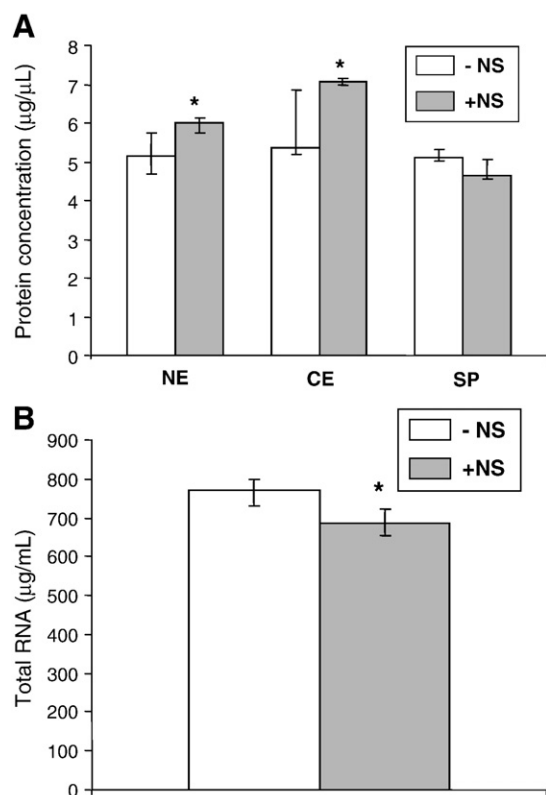 A
Protein concentration (µg/µL)
8
7
6
5
4
3
2
1
0
*
*
- NS
+NS
NE CE SP
B
Total RNA (µg/mL)
900
800
700
600
500
400
300
200
100
0
*
- NS
+NS